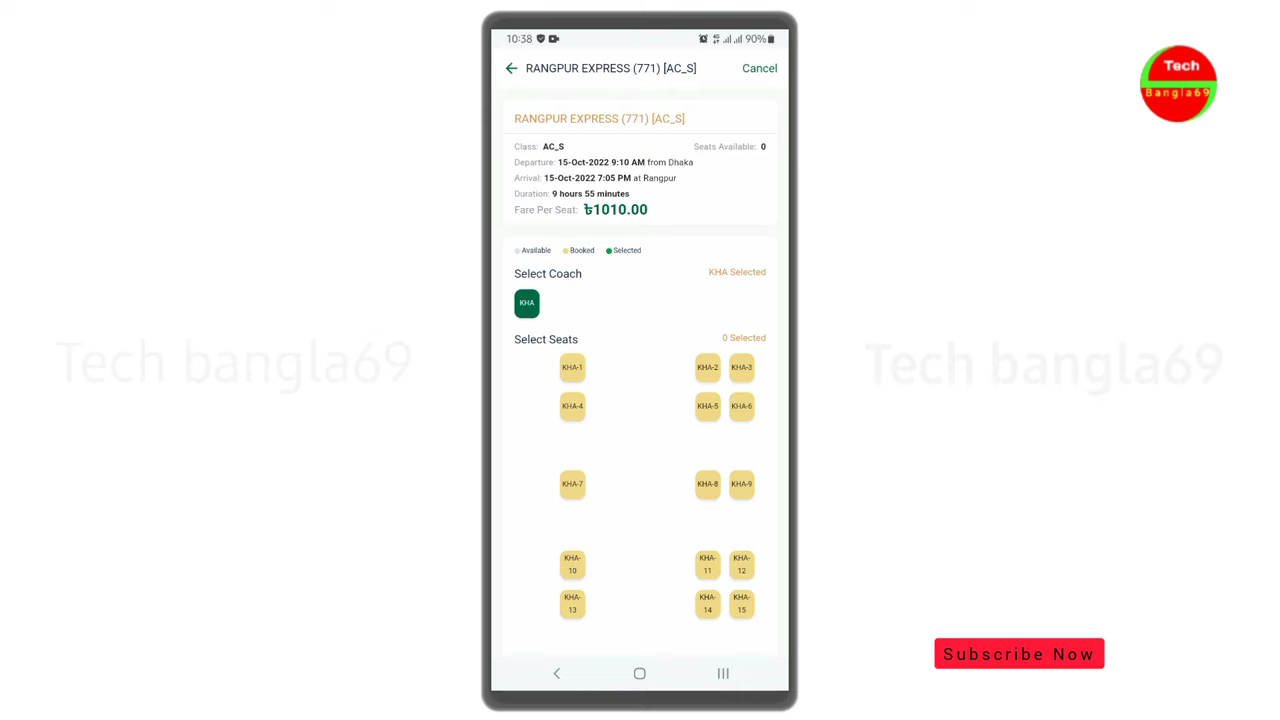 10:38
4G
90%
RANGPUR EXPRESS (771) [AC_S]
Cancel
Tech
Bangla69
RANGPUR EXPRESS (771) [AC_S]
Class: AC_S
Seats Available: 0
Departure: 15-Oct-2022 9:10 AM from Dhaka
Arrival: 15-Oct-2022 7:05 PM at Rangpur
Duration: 9 hours 55 minutes
Fare Per Seat: ৳1010.00
Available Booked Selected
Select Coach
KHA Selected
KHA
Select Seats
0 Selected
KHA-1 KHA-2 KHA-3
KHA-4 KHA-5 KHA-6
KHA-7 KHA-8 KHA-9
KHA- KHA- KHA-
10 11 12
KHA- KHA- KHA-
13 14 15
Tech bangla69
Tech bangla69
Subscribe Now